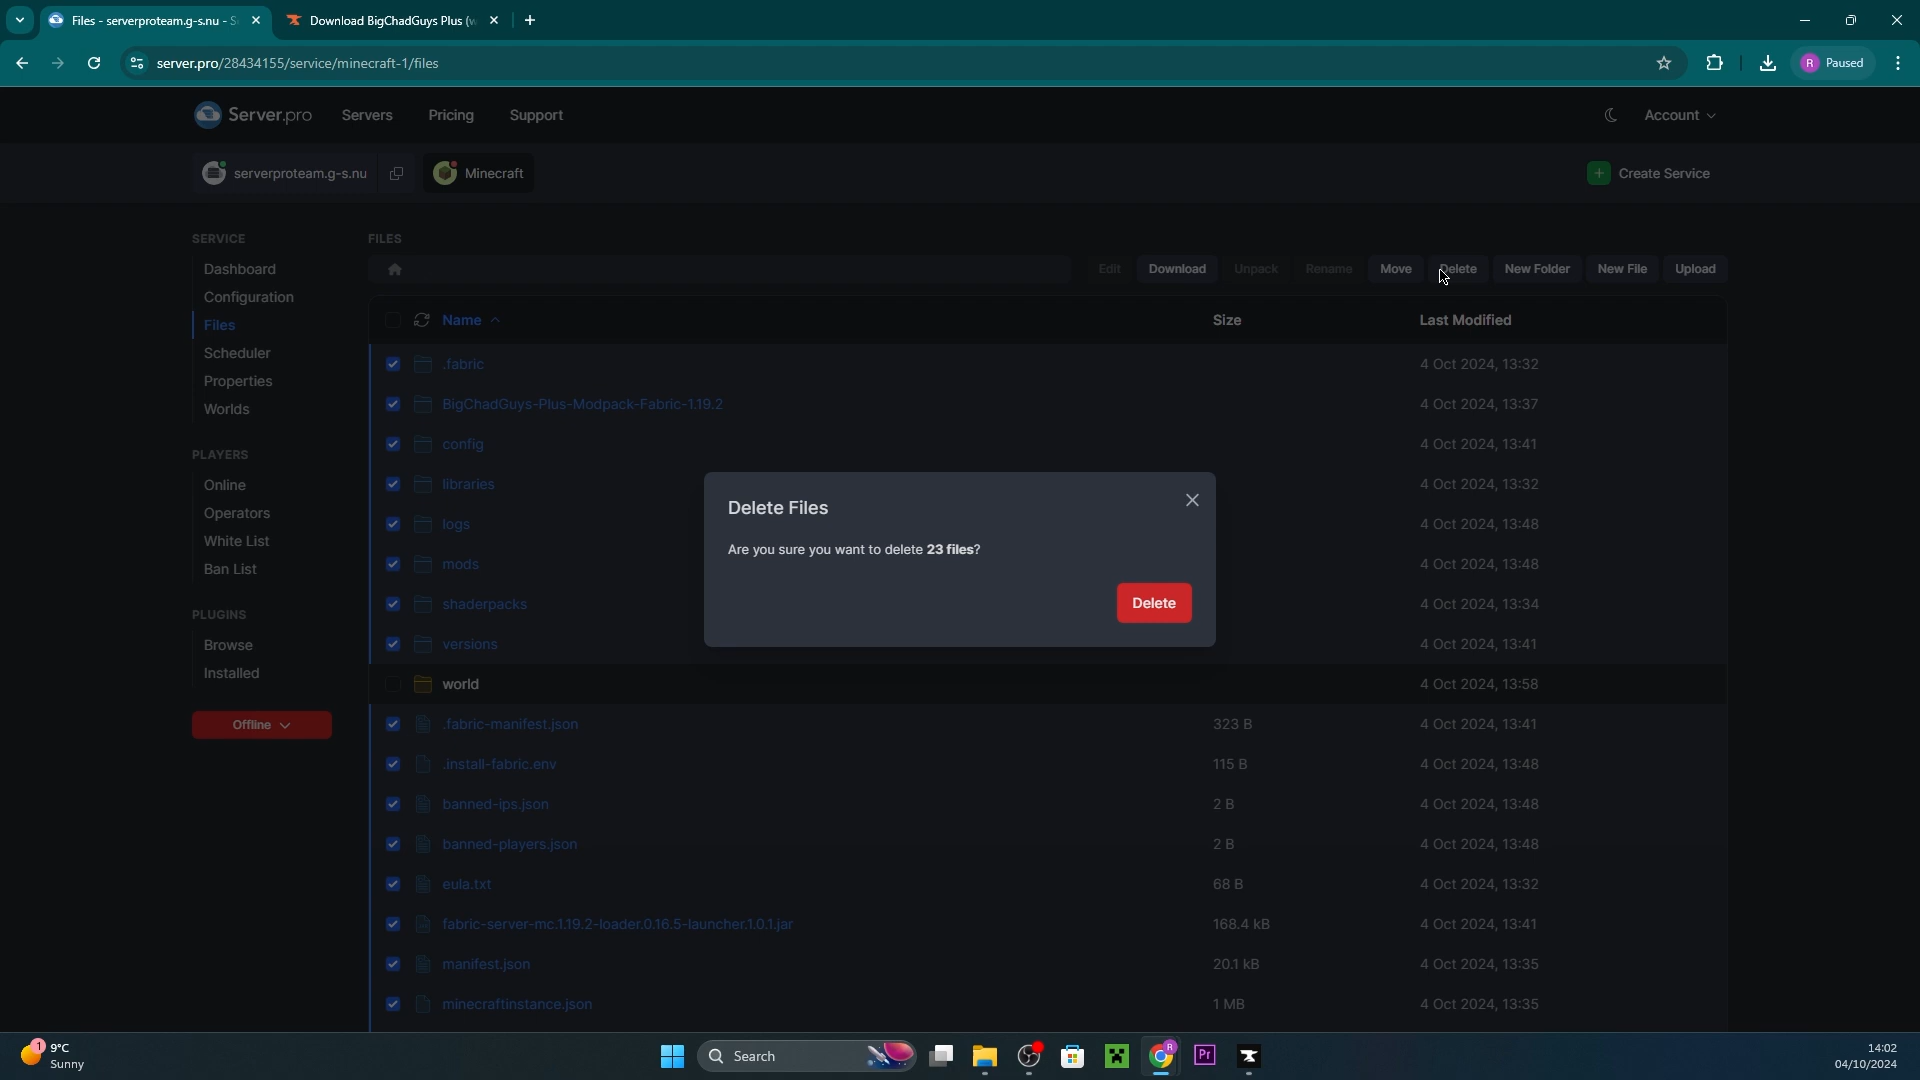 Files - serverproteam.g-s.nu - S
Download BigChadGuys Plus (w
server.pro/28434155/service/minecraft-1/files
R Paused
Server.pro
Servers
Pricing
Support
Account
serverproteam.g-s.nu
Minecraft
Create Service
SERVICE
Dashboard
Configuration
Files
Scheduler
Properties
Worlds
PLAYERS
Online
Operators
White List
Ban List
PLUGINS
Browse
Installed
Offline
FILES
Edit Download Unpack Rename Move Delete New Folder New File Upload
Name Size Last Modified
.fabric 4 Oct 2024, 13:32
BigChadGuys-Plus-Modpack-Fabric-1.19.2 4 Oct 2024, 13:37
config 4 Oct 2024, 13:41
libraries 4 Oct 2024, 13:32
logs 4 Oct 2024, 13:48
mods 4 Oct 2024, 13:48
shaderpacks 4 Oct 2024, 13:34
versions 4 Oct 2024, 13:41
world 4 Oct 2024, 13:58
.fabric-manifest.json 323 B 4 Oct 2024, 13:41
.install-fabric.env 115 B 4 Oct 2024, 13:48
banned-ips.json 2 B 4 Oct 2024, 13:48
banned-players.json 2 B 4 Oct 2024, 13:48
eula.txt 68 B 4 Oct 2024, 13:32
fabric-server-mc.1.19.2-loader.0.16.5-launcher.1.0.1.jar 168.4 kB 4 Oct 2024, 13:41
manifest.json 20.1 kB 4 Oct 2024, 13:35
minecraftinstance.json 1 MB 4 Oct 2024, 13:35
Delete Files
Are you sure you want to delete 23 files?
Delete
1
9°C
Sunny
Search
R
Pr
14:02
04/10/2024